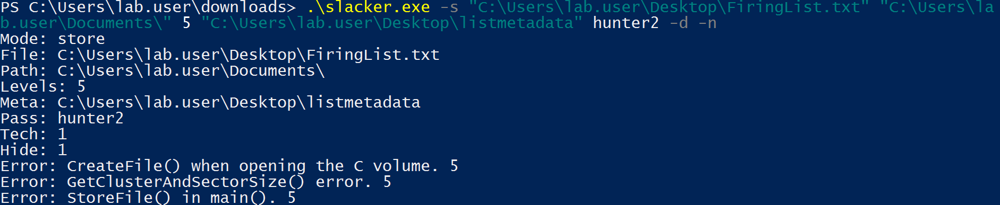 PS C:\Users\lab.user\downloads> .\slacker.exe -s "C:\Users\lab.user\Desktop\FiringList.txt" "C:\Users\la
b.user\Documents\" 5 "C:\Users\lab.user\Desktop\listmetadata" hunter2 -d -n
Mode: store
File: C:\Users\lab.user\Desktop\FiringList.txt
Path: C:\Users\lab.user\Documents\
Levels: 5
Meta: C:\Users\lab.user\Desktop\listmetadata
Pass: hunter2
Tech: 1
Hide: 1
Error: CreateFile() when opening the C volume. 5
Error: GetClusterAndSectorSize() error. 5
Error: StoreFile() in main(). 5